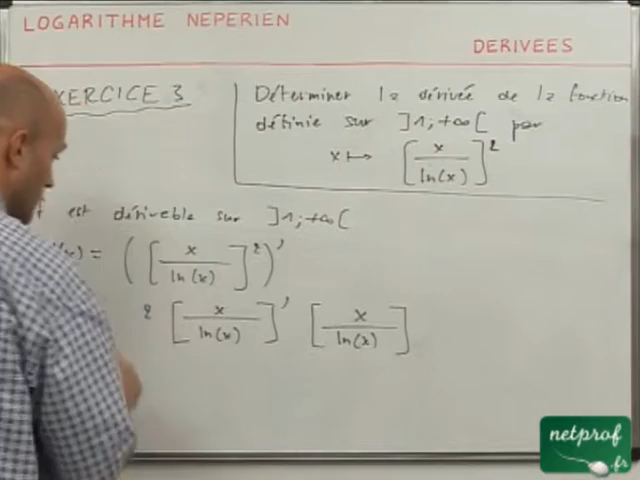 LOGARITHME NEPERIEN
DERIVEES
XERCICE 3
Déterminer la dérivée de la fonction
définie sur ]1;+∞[ par
x ↦ [x/ln(x)]²
f est dérivable sur ]1;+∞[
(x) = ([x/ln(x)]²)'
2 [x/ln(x)]' [x/ln(x)]
netprof
.fr